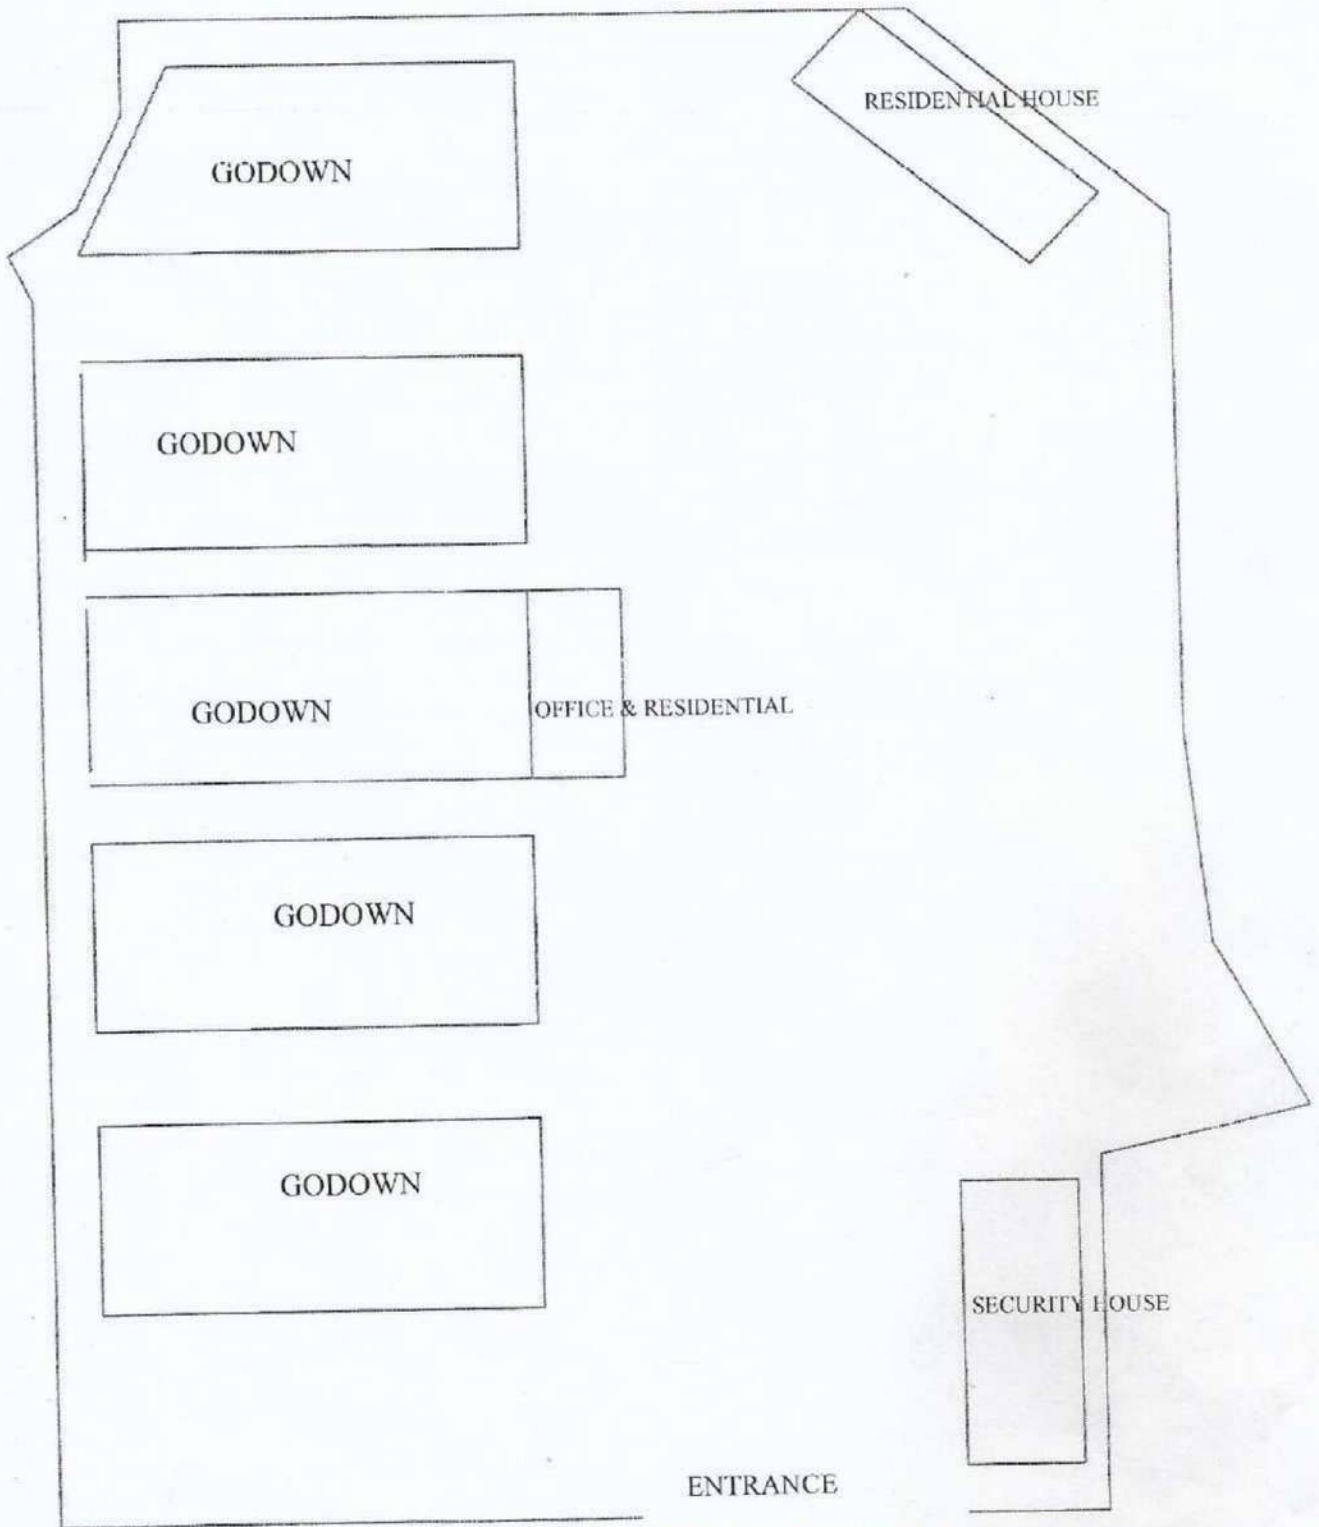 RESIDENTIAL HOUSE
GODOWN
GODOWN
GODOWN
OFFICE & RESIDENTIAL
GODOWN
GODOWN
SECURITY HOUSE
ENTRANCE